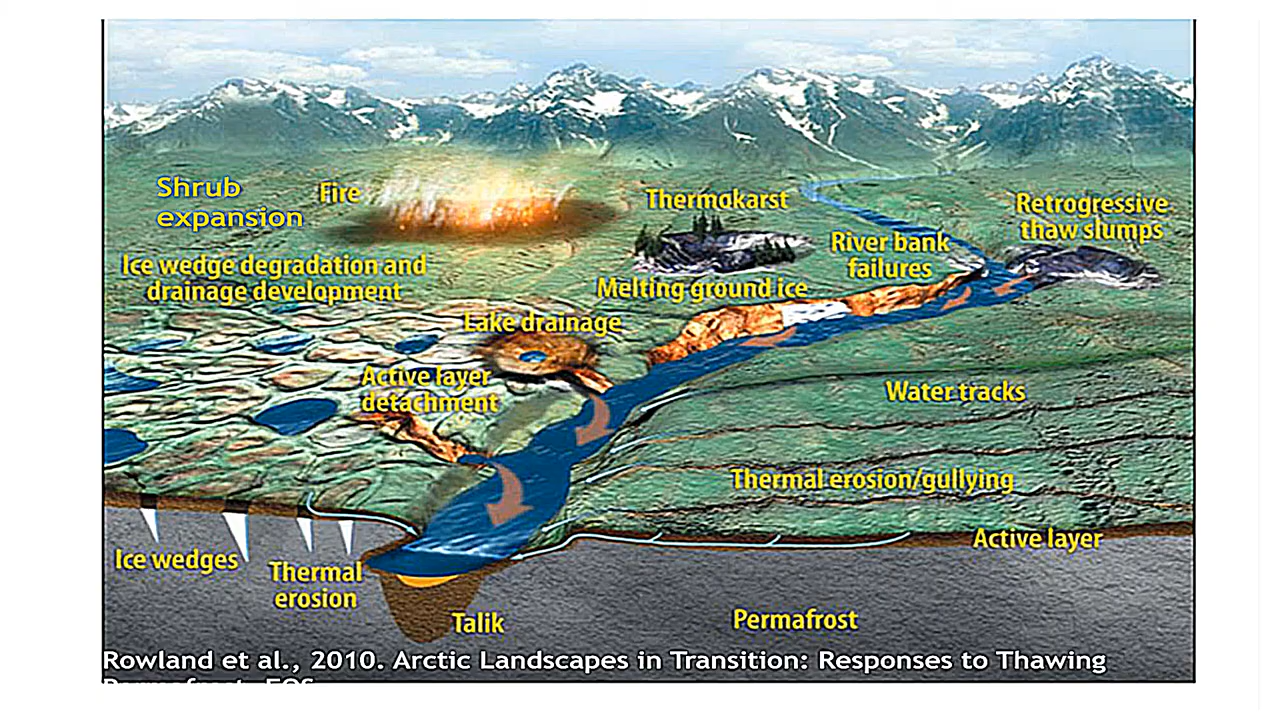 Shrub
expansion
Fire
Thermokarst
Retrogressive
thaw slumps
River bank
failures
Ice wedge degradation and
drainage development
Melting ground ice
Lake drainage
Active layer
detachment
Water tracks
Thermal erosion/gullying
Active layer
Ice wedges
Thermal
erosion
Talik
Permafrost
Rowland et al., 2010. Arctic Landscapes in Transition: Responses to Thawing
Permafrost, EOS